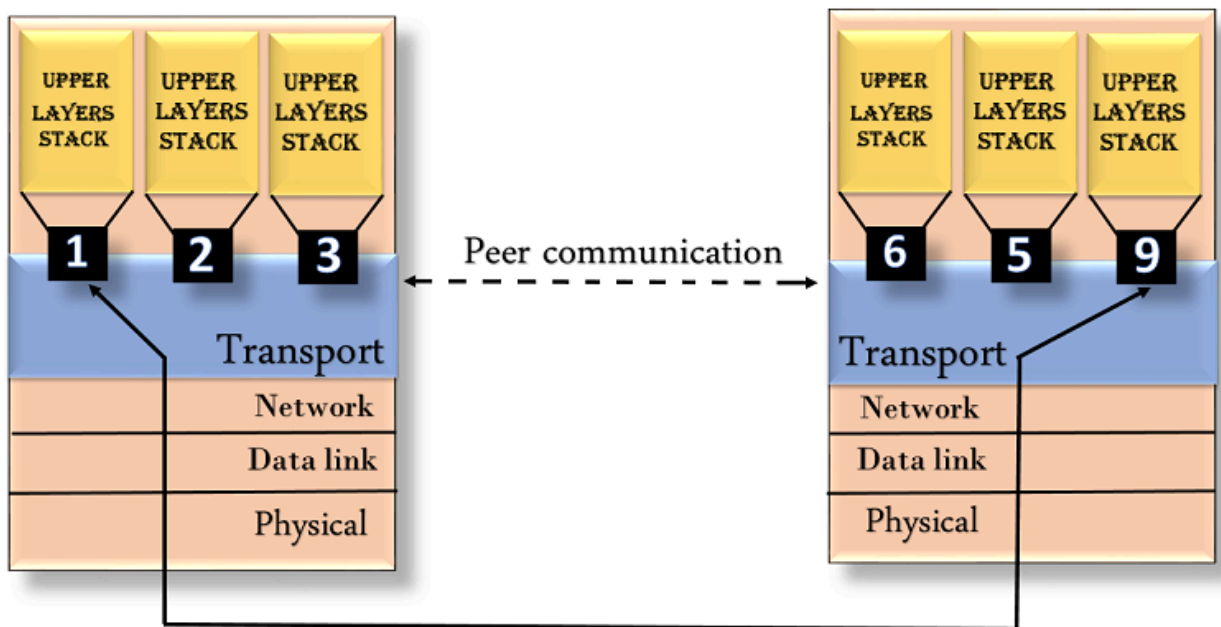 UPPER
LAYERS
STACK
UPPER
LAYERS
STACK
UPPER
LAYERS
STACK
1
2
3
Transport
Network
Data link
Physical
Peer communication
UPPER
LAYERS
STACK
UPPER
LAYERS
STACK
UPPER
LAYERS
STACK
6
5
9
Transport
Network
Data link
Physical